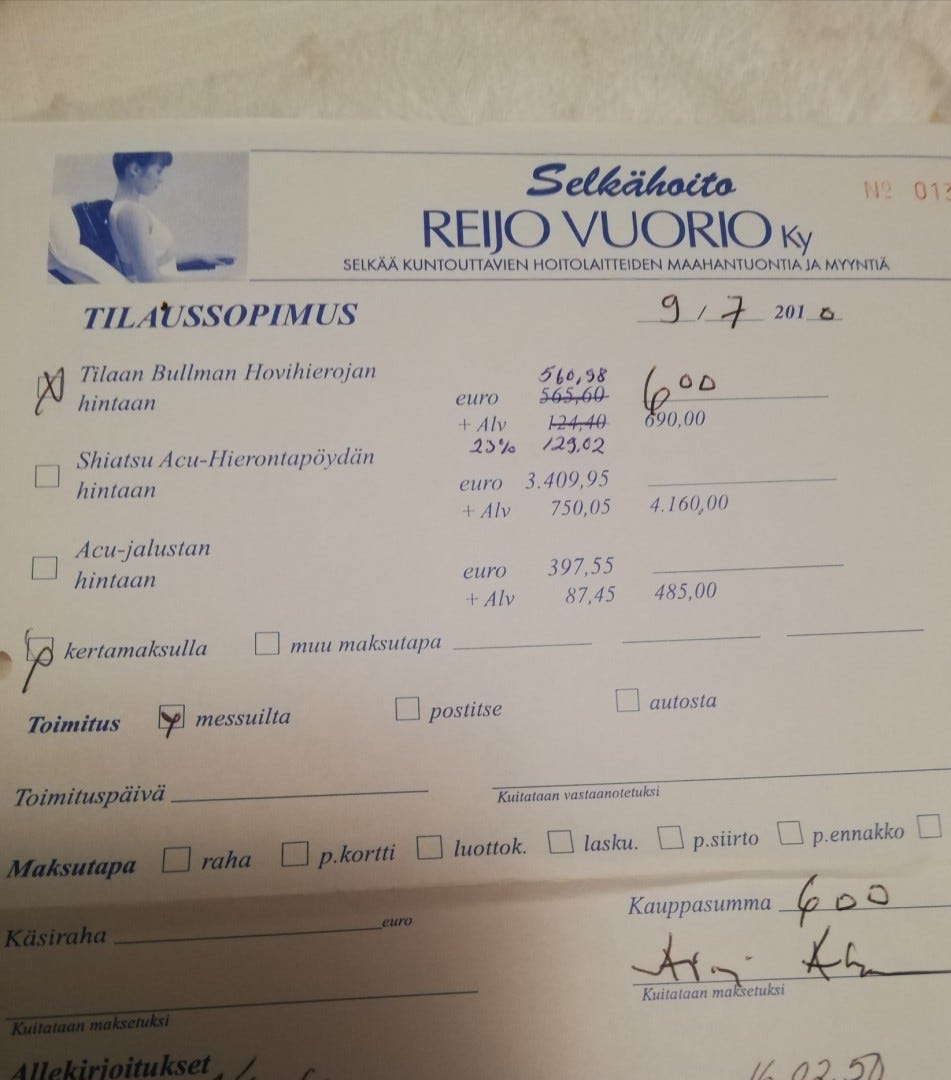 Selkähoito
REIJO VUORIO Ky
Nº 013
SELKÄÄ KUNTOUTTAVIEN HOITOLAITTEIDEN MAAHANTUONTIA JA MYYNTIÄ
TILAUSSOPIMUS 9 / 7 2010
Tilaan Bullman Hovihierojan 560,98
hintaan euro 565,60 600
+ Alv 124,40 690,00
23% 129,02
Shiatsu Acu-Hierontapöydän
hintaan euro 3.409,95
+ Alv 750,05 4.160,00
Acu-jalustan
hintaan euro 397,55
+ Alv 87,45 485,00
kertamaksulla muu maksutapa
Toimitus messuilta postitse autosta
Toimituspäivä
Kuitataan vastaanotetuksi
Maksutapa raha p.kortti luottok. lasku. p.siirto p.ennakko
Kauppasumma 600
Käsiraha euro
Kuitataan maksetuksi
Kuitataan maksetuksi
Allekirjoitukset